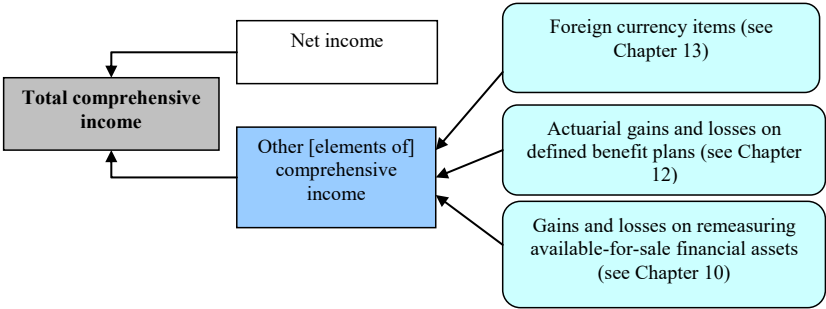 Net income
Total comprehensive
income
Other [elements of]
comprehensive
income
Foreign currency items (see
Chapter 13)
Actuarial gains and losses on
defined benefit plans (see Chapter
12)
Gains and losses on remeasuring
available-for-sale financial assets
(see Chapter 10)